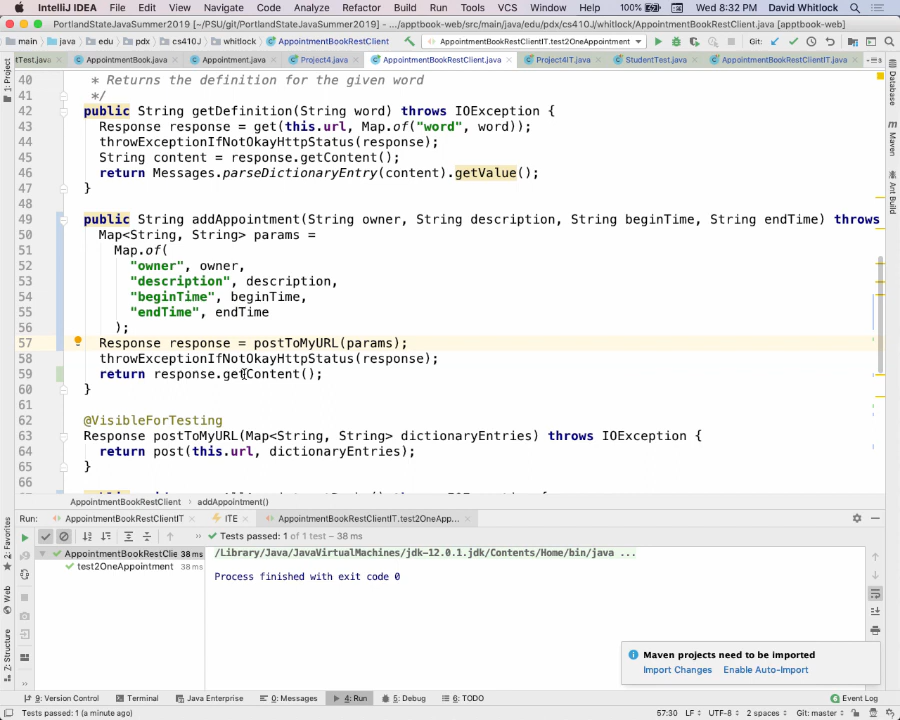 IntelliJ IDEA File Edit View Navigate Code Analyze Refactor Build Run Tools VCS Window Help 100% Wed 8:32 PM David Whitlock
PortlandStateJavaSummer2019 [~/PSU/git/PortlandStateJavaSummer2019] - .../apptbook-web/src/main/java/edu/pdx/cs410J/whitlock/AppointmentBookRestClient.java [apptbook-web]
main java edu pdx cs410J whitlock AppointmentBookRestClient AppointmentBookRestClientIT.test2OneAppointment Git:
tTest.java AppointmentBook.java Appointment.java Project4.java AppointmentBookRestClient.java Project4IT.java StudentTest.java AppointmentBookRestClientIT.java
40 * Returns the definition for the given word
41 */
42 public String getDefinition(String word) throws IOException {
43 Response response = get(this.url, Map.of("word", word));
44 throwExceptionIfNotOkayHttpStatus(response);
45 String content = response.getContent();
46 return Messages.parseDictionaryEntry(content).getValue();
47 }
48
49 public String addAppointment(String owner, String description, String beginTime, String endTime) throws
50 Map<String, String> params =
51 Map.of(
52 "owner", owner,
53 "description", description,
54 "beginTime", beginTime,
55 "endTime", endTime
56 );
57 Response response = postToMyURL(params);
58 throwExceptionIfNotOkayHttpStatus(response);
59 return response.getContent();
60 }
61
62 @VisibleForTesting
63 Response postToMyURL(Map<String, String> dictionaryEntries) throws IOException {
64 return post(this.url, dictionaryEntries);
65 }
66
AppointmentBookRestClient addAppointment()
Run: AppointmentBookRestClientIT ITE AppointmentBookRestClientIT.test2OneApp...
Tests passed: 1 of 1 test – 38 ms
AppointmentBookRestClie 38 ms
test2OneAppointment 38 ms
/Library/Java/JavaVirtualMachines/jdk-12.0.1.jdk/Contents/Home/bin/java ...
Process finished with exit code 0
Maven projects need to be imported
Import Changes Enable Auto-Import
9: Version Control Terminal Java Enterprise 0: Messages 4: Run 5: Debug 6: TODO Event Log
Tests passed: 1 (a minute ago) 57:30 LF UTF-8 2 spaces Git: master
1: Project
2: Favorites
Web
7: Structure
Database
Maven
Ant Build